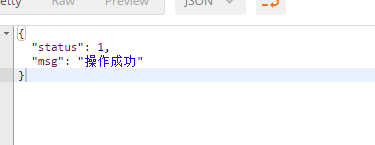 Raw
Preview
JSON
{
"status": 1,
"msg": "操作成功"
}